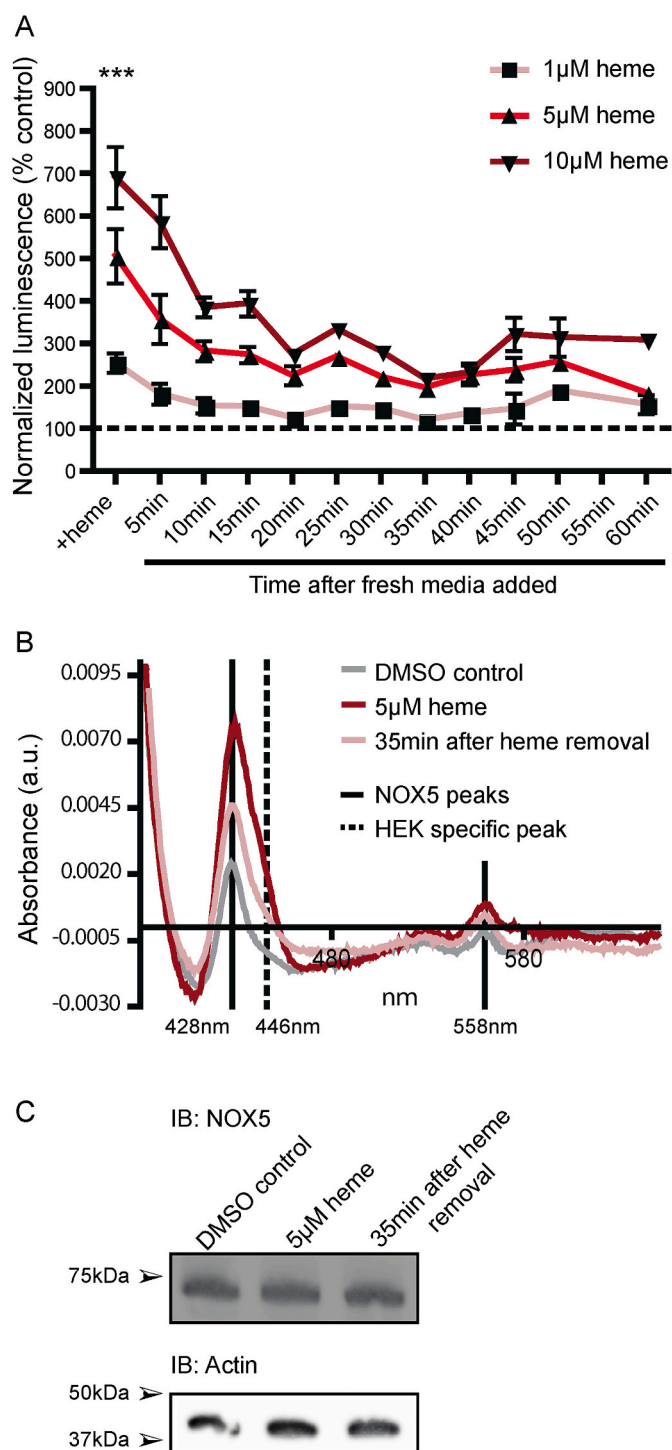 A
Normalized luminescence (% control)
900
800
700
600
500
400
300
200
100
0
***
1µM heme
5µM heme
10µM heme
+heme
5min
10min
15min
20min
25min
30min
35min
40min
45min
50min
55min
60min
Time after fresh media added
B
Absorbance (a.u.)
0.0095
0.0070
0.0045
0.0020
-0.0005
-0.0030
DMSO control
5µM heme
35min after heme removal
NOX5 peaks
HEK specific peak
480
580
nm
428nm
446nm
558nm
C
IB: NOX5
DMSO control
5µM heme
35min after heme
removal
75kDa
IB: Actin
50kDa
37kDa